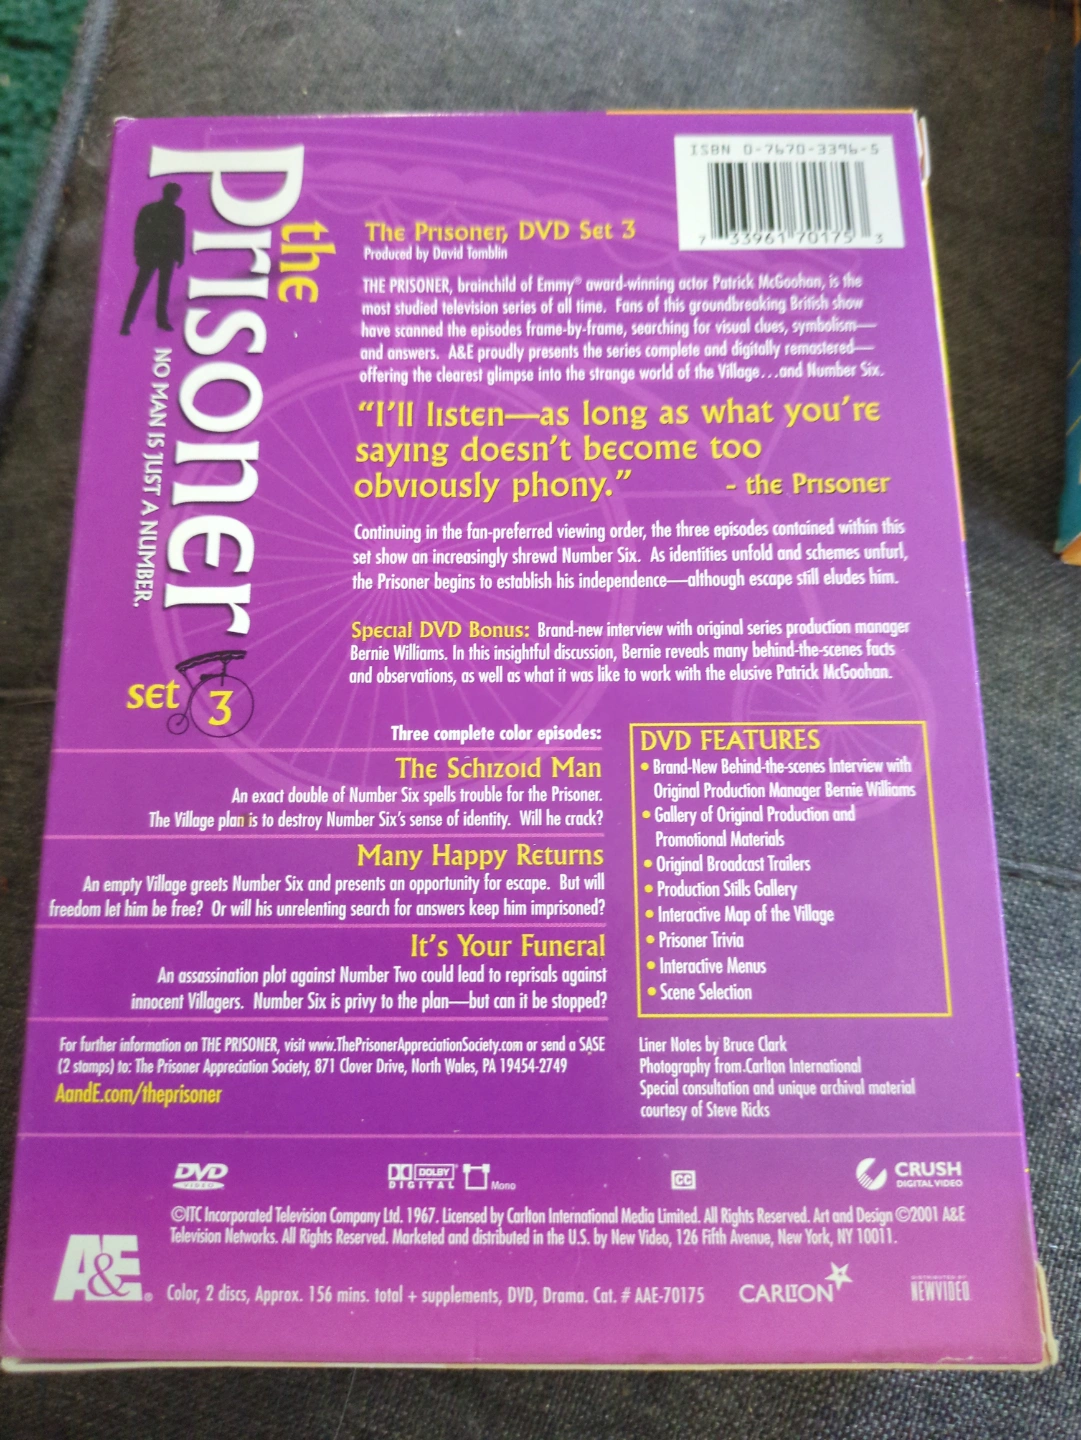 the
Prisoner
NO MAN IS JUST A NUMBER.
set 3
ISBN 0-7670-3396-5
7 33961 70175 3
The Prisoner, DVD Set 3
Produced by David Tomblin
THE PRISONER, brainchild of Emmy® award-winning actor Patrick McGoohan, is the
most studied television series of all time. Fans of this groundbreaking British show
have scanned the episodes frame-by-frame, searching for visual clues, symbolism—
and answers. A&E proudly presents the series complete and digitally remastered—
offering the clearest glimpse into the strange world of the Village...and Number Six.
“I’ll listen—as long as what you’re
saying doesn’t become too
obviously phony.” - the Prisoner
Continuing in the fan-preferred viewing order, the three episodes contained within this
set show an increasingly shrewd Number Six. As identities unfold and schemes unfurl,
the Prisoner begins to establish his independence—although escape still eludes him.
Special DVD Bonus: Brand-new interview with original series production manager
Bernie Williams. In this insightful discussion, Bernie reveals many behind-the-scenes facts
and observations, as well as what it was like to work with the elusive Patrick McGoohan.
Three complete color episodes:
The Schizoid Man
An exact double of Number Six spells trouble for the Prisoner.
The Village plan is to destroy Number Six’s sense of identity. Will he crack?
Many Happy Returns
An empty Village greets Number Six and presents an opportunity for escape. But will
freedom let him be free? Or will his unrelenting search for answers keep him imprisoned?
It’s Your Funeral
An assassination plot against Number Two could lead to reprisals against
innocent Villagers. Number Six is privy to the plan—but can it be stopped?
DVD FEATURES
• Brand-New Behind-the-scenes Interview with
Original Production Manager Bernie Williams
• Gallery of Original Production and
Promotional Materials
• Original Broadcast Trailers
• Production Stills Gallery
• Interactive Map of the Village
• Prisoner Trivia
• Interactive Menus
• Scene Selection
For further information on THE PRISONER, visit www.ThePrisonerAppreciationSociety.com or send a SASE
(2 stamps) to: The Prisoner Appreciation Society, 871 Clover Drive, North Wales, PA 19454-2749
AandE.com/theprisoner
Liner Notes by Bruce Clark
Photography from Carlton International
Special consultation and unique archival material
courtesy of Steve Ricks
DVD VIDEO
DOLBY DIGITAL
Mono
CC
CRUSH DIGITAL VIDEO
©ITC Incorporated Television Company Ltd. 1967. Licensed by Carlton International Media Limited. All Rights Reserved. Art and Design ©2001 A&E
Television Networks. All Rights Reserved. Marketed and distributed in the U.S. by New Video, 126 Fifth Avenue, New York, NY 10011.
A&E®
Color, 2 discs, Approx. 156 mins. total + supplements, DVD, Drama. Cat. # AAE-70175
CARLTON
DISTRIBUTED BY
NEWVIDEO